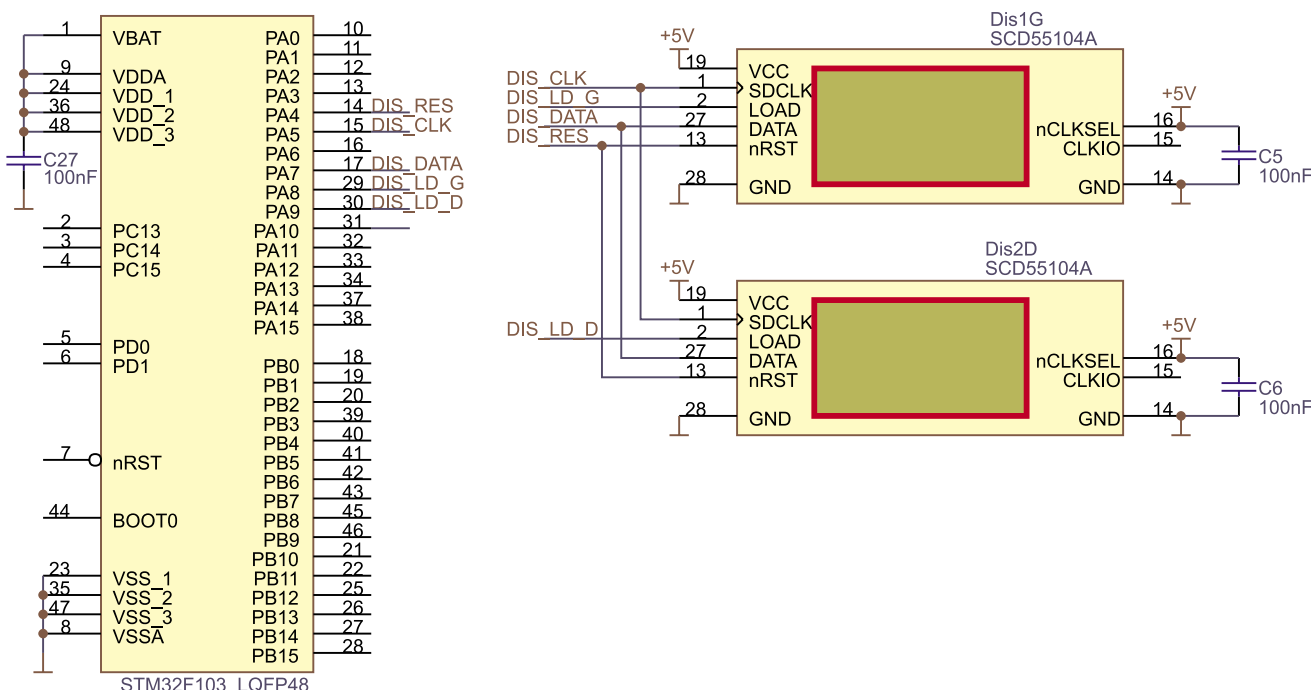 1 VBAT PA0 10
PA1 11
9 VDDA PA2 12
24 VDD_1 PA3 13
36 VDD_2 PA4 14 DIS_RES
48 VDD_3 PA5 15 DIS_CLK
PA6 16
C27
100nF
PA7 17 DIS_DATA
PA8 29 DIS_LD_G
PA9 30 DIS_LD_D
2 PC13 PA10 31
3 PC14 PA11 32
4 PC15 PA12 33
PA13 34
PA14 37
PA15 38
5 PD0
6 PD1 PB0 18
PB1 19
PB2 20
PB3 39
PB4 40
7 nRST PB5 41
PB6 42
PB7 43
44 BOOT0 PB8 45
PB9 46
PB10 21
23 VSS_1 PB11 22
35 VSS_2 PB12 25
47 VSS_3 PB13 26
8 VSSA PB14 27
PB15 28
STM32F103_LQFP48
Dis1G
SCD55104A
+5V
19 VCC
DIS_CLK 1 SDCLK
DIS_LD_G 2 LOAD
DIS_DATA 27 DATA
DIS_RES 13 nRST
28 GND
+5V
nCLKSEL 16
CLKIO 15
GND 14
C5
100nF
Dis2D
SCD55104A
+5V
19 VCC
1 SDCLK
DIS_LD_D 2 LOAD
27 DATA
13 nRST
28 GND
+5V
nCLKSEL 16
CLKIO 15
GND 14
C6
100nF